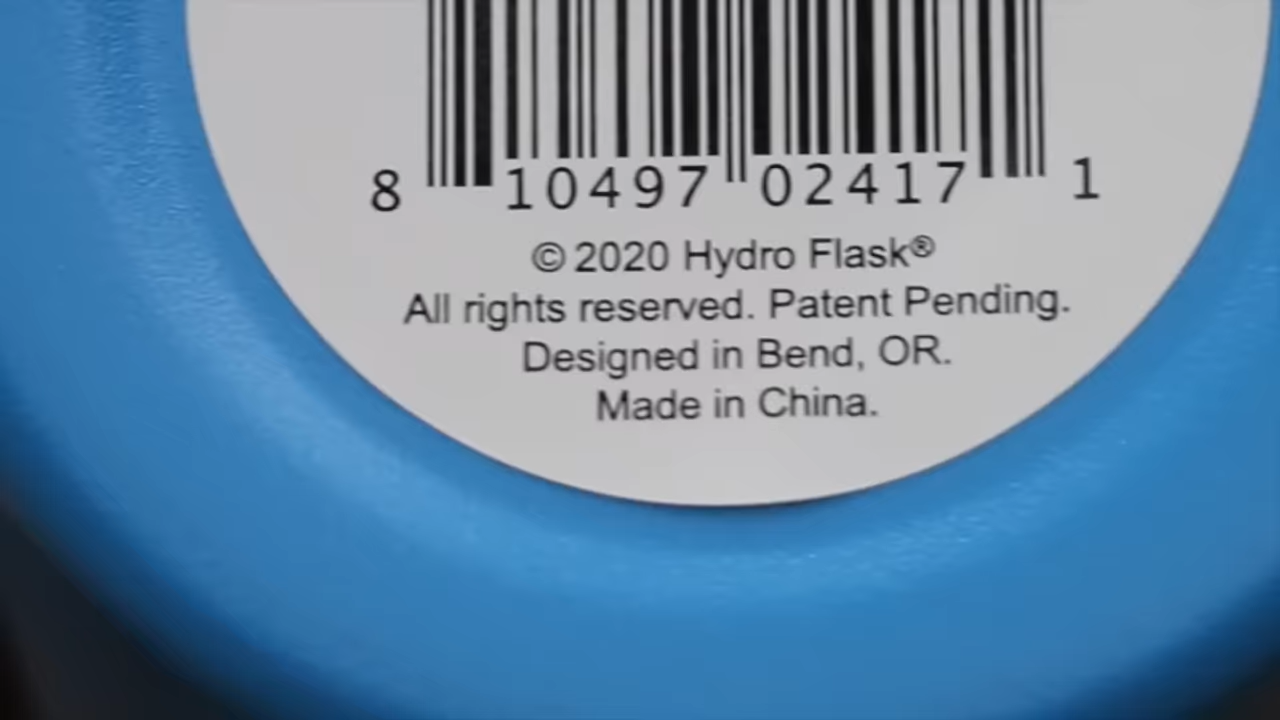 8 10497 02417 1
© 2020 Hydro Flask®
All rights reserved. Patent Pending.
Designed in Bend, OR.
Made in China.